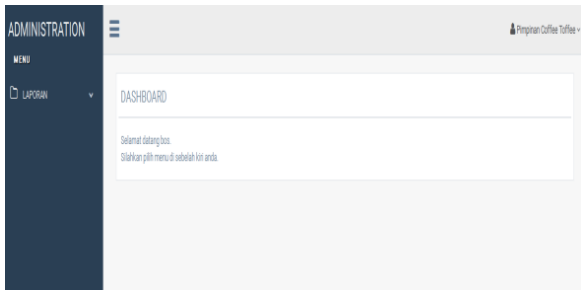 ADMINISTRATION
Pimpinan Coffee Toffee
MENU
LAPORAN
DASHBOARD
Selamat datang bos.
Silahkan pilih menu di sebelah kiri anda.